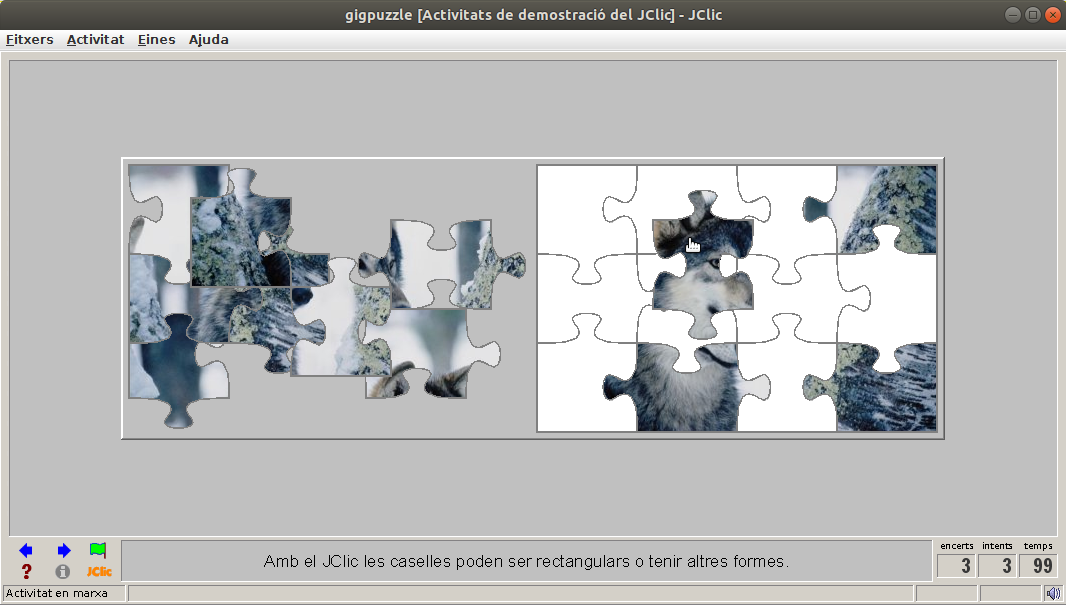 gigpuzzle [Activitats de demostració del JClic] - JClic
Fitxers Activitat Eines Ajuda
Amb el JClic les caselles poden ser rectangulars o tenir altres formes.
encerts intents temps
3 3 99
JClic
Activitat en marxa